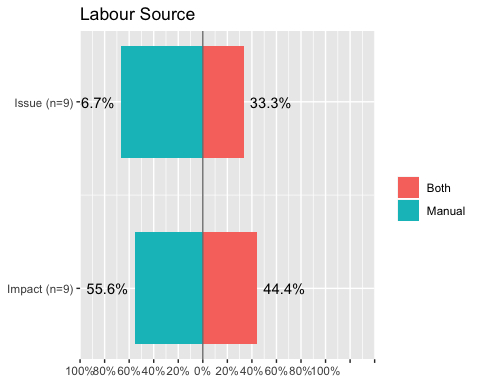 Labour Source
Issue (n=9)
6.7%
33.3%
Both
Manual
Impact (n=9)
55.6%
44.4%
100%80% 60% 40% 20% 0% 20% 40% 60% 80%100%